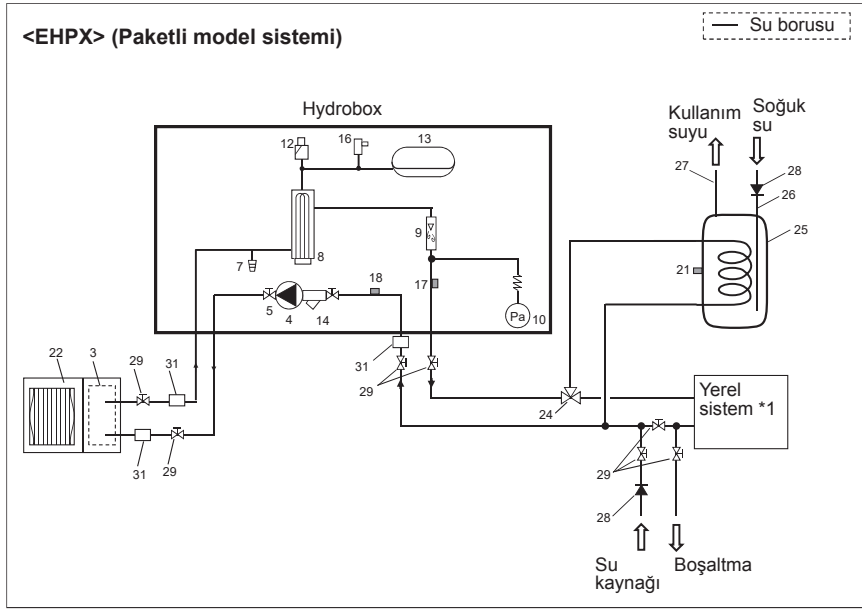 <EHPX> (Paketli model sistemi)
Su borusu
Hydrobox
Kullanım
suyu
Soğuk
su
12
16
13
27
28
26
25
9
8
7
21
18
17
5
4
14
Pa
10
22
3
29
31
31
29
24
Yerel
sistem *1
31
29
29
28
Su
kaynağı
Boşaltma